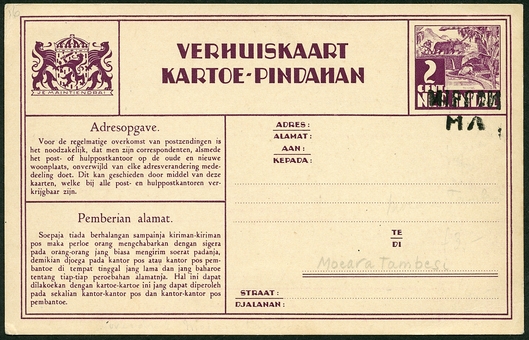 JE MAINTIENDRAI
VERHUISKAART
KARTOE-PINDAHAN
2
CENT
Adresopgave.
Voor de regelmatige overkomst van postzendingen is
het noodzakelijk, dat men zijn correspondenten, alsmede
het post- of hulppostkantoor op de oude en nieuwe
woonplaats, onverwijld van elke adresverandering mede-
deeling doet. Dit kan geschieden door middel van deze
kaarten, welke bij alle post- en hulppostkantoren ver-
krijgbaar zijn.
Pemberian alamat.
Soepaja tiada berhalangan sampainja kiriman-kiriman
pos maka perloe orang mengchabarkan dengan sigera
pada orang-orang jang biasa mengirim soerat padanja,
demikian djoega pada kantor pos atau kantor pos pem-
bantoe di tempat tinggal jang lama dan jang baharoe
tentang tiap-tiap peroebahan alamatnja. Hal ini dapat
dilakoekan dengan kartoe-kartoe ini jang dapat diperoleh
pada sekalian kantor-kantor pos dan kantor-kantor pos
pembantoe.
ADRES:
ALAMAT:
AAN:
KEPADA:
TE
DI
Moeara Tambesi
STRAAT:
DJALANAN: